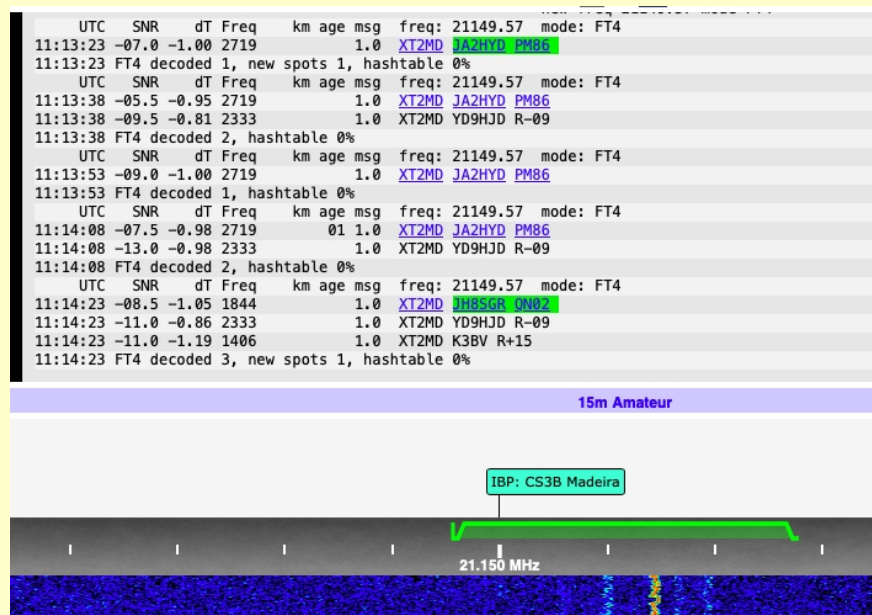 UTC SNR dT Freq km age msg freq: 21149.57 mode: FT4
11:13:23 -07.0 -1.00 2719 1.0 XT2MD JA2HYD PM86
11:13:23 FT4 decoded 1, new spots 1, hashtable 0%
UTC SNR dT Freq km age msg freq: 21149.57 mode: FT4
11:13:38 -05.5 -0.95 2719 1.0 XT2MD JA2HYD PM86
11:13:38 -09.5 -0.81 2333 1.0 XT2MD YD9HJD R-09
11:13:38 FT4 decoded 2, hashtable 0%
UTC SNR dT Freq km age msg freq: 21149.57 mode: FT4
11:13:53 -09.0 -1.00 2719 1.0 XT2MD JA2HYD PM86
11:13:53 FT4 decoded 1, hashtable 0%
UTC SNR dT Freq km age msg freq: 21149.57 mode: FT4
11:14:08 -07.5 -0.98 2719 01 1.0 XT2MD JA2HYD PM86
11:14:08 -13.0 -0.98 2333 1.0 XT2MD YD9HJD R-09
11:14:08 FT4 decoded 2, hashtable 0%
UTC SNR dT Freq km age msg freq: 21149.57 mode: FT4
11:14:23 -08.5 -1.05 1844 1.0 XT2MD JH8SGR QN02
11:14:23 -11.0 -0.86 2333 1.0 XT2MD YD9HJD R-09
11:14:23 -11.0 -1.19 1406 1.0 XT2MD K3BV R+15
11:14:23 FT4 decoded 3, new spots 1, hashtable 0%
15m Amateur
IBP: CS3B Madeira
21.150 MHz